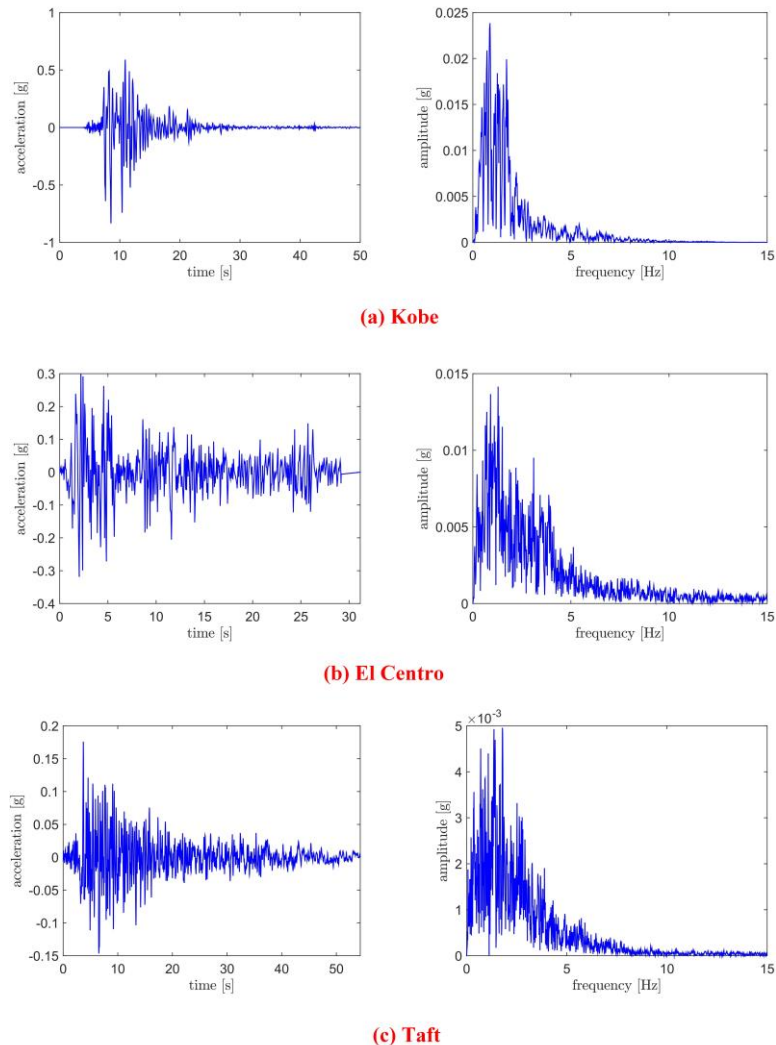 1
0.5
0
-0.5
-1
acceleration [g]
0 10 20 30 40 50
time [s]
0.025
0.02
0.015
0.01
0.005
0
amplitude [g]
0 5 10 15
frequency [Hz]
(a) Kobe
0.3
0.2
0.1
0
-0.1
-0.2
-0.3
-0.4
acceleration [g]
0 5 10 15 20 25 30
time [s]
0.015
0.01
0.005
0
amplitude [g]
0 5 10 15
frequency [Hz]
(b) El Centro
0.2
0.15
0.1
0.05
0
-0.05
-0.1
-0.15
acceleration [g]
0 10 20 30 40 50
time [s]
×10⁻³
5
4
3
2
1
0
amplitude [g]
0 5 10 15
frequency [Hz]
(c) Taft